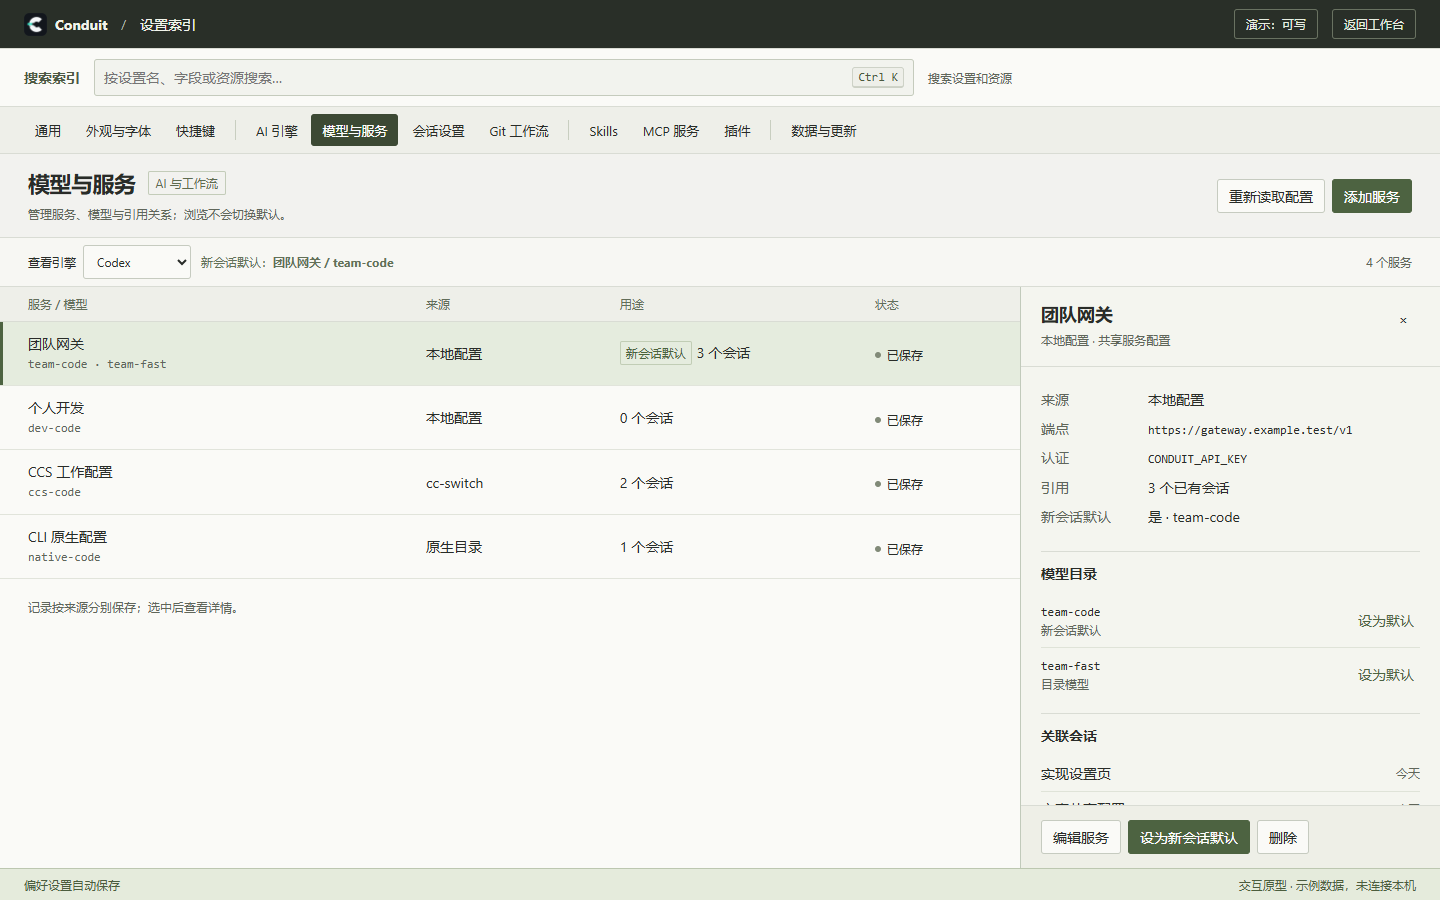 Conduit / 设置索引
演示：可写
返回工作台
搜索索引
按设置名、字段或资源搜索...
Ctrl K
搜索设置和资源
通用
外观与字体
快捷键
AI 引擎
模型与服务
会话设置
Git 工作流
Skills
MCP 服务
插件
数据与更新
模型与服务
AI 与工作流
管理服务、模型与引用关系；浏览不会切换默认。
重新读取配置
添加服务
查看引擎
Codex
新会话默认：团队网关 / team-code
4 个服务
服务 / 模型
来源
用途
状态
团队网关
team-code · team-fast
本地配置
新会话默认 3 个会话
已保存
个人开发
dev-code
本地配置
0 个会话
已保存
CCS 工作配置
ccs-code
cc-switch
2 个会话
已保存
CLI 原生配置
native-code
原生目录
1 个会话
已保存
记录按来源分别保存；选中后查看详情。
团队网关
×
本地配置 · 共享服务配置
来源
本地配置
端点
https://gateway.example.test/v1
认证
CONDUIT_API_KEY
引用
3 个已有会话
新会话默认
是 · team-code
模型目录
team-code
新会话默认
设为默认
team-fast
目录模型
设为默认
关联会话
实现设置页
今天
编辑服务
设为新会话默认
删除
偏好设置自动保存
交互原型 · 示例数据，未连接本机